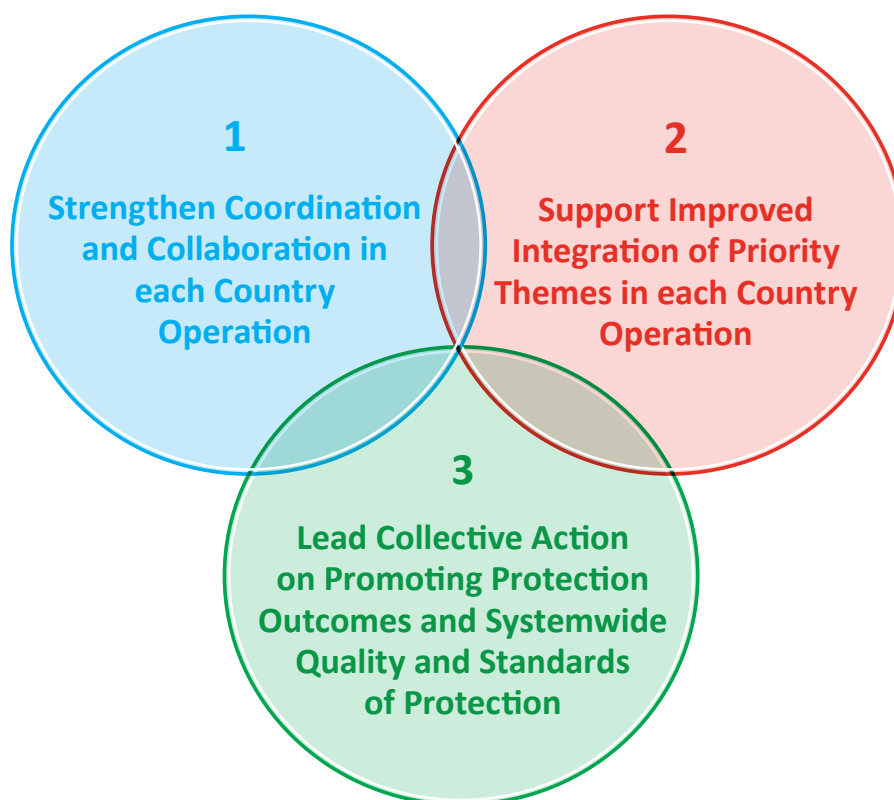 1
Strengthen Coordination
and Collaboration in
each Country
Operation
2
Support Improved
Integration of Priority
Themes in each Country
Operation
3
Lead Collective Action
on Promoting Protection
Outcomes and Systemwide
Quality and Standards
of Protection